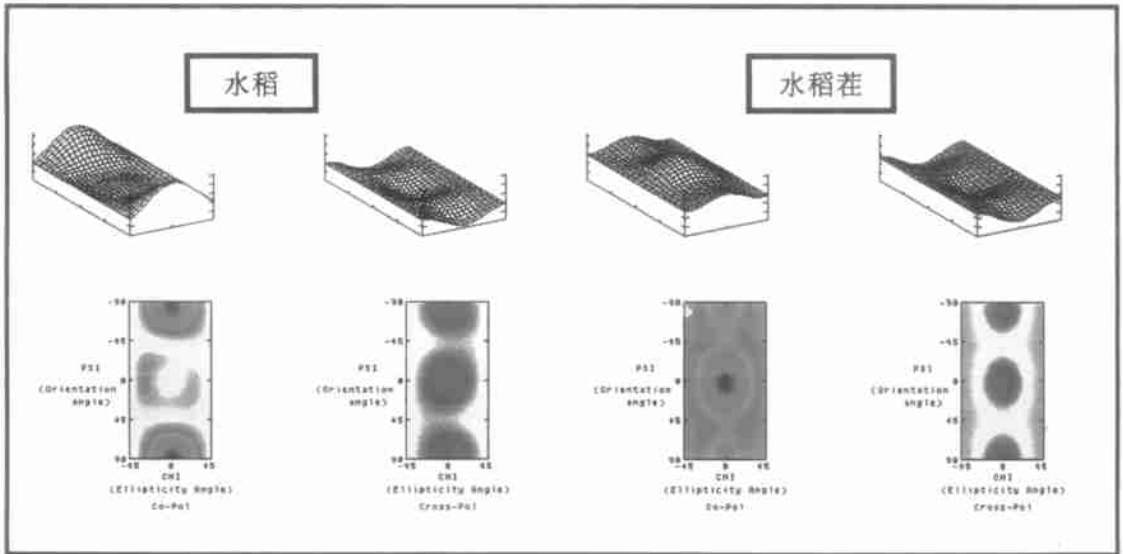 水稻
水稻茬
-90
-45
PSI
0
(Orientation
Angle)
45
90
-45 0 45
CHI
(Ellipticity Angle)
Co-Pol
-90
-45
PSI
0
(Orientation
Angle)
45
90
-45 0 45
CHI
(Ellipticity Angle)
Cross-Pol
-90
-45
PSI
0
(Orientation
Angle)
45
90
-45 0 45
CHI
(Ellipticity Angle)
Co-Pol
-90
-45
PSI
0
(Orientation
Angle)
45
90
-45 0 45
CHI
(Ellipticity Angle)
Cross-Pol